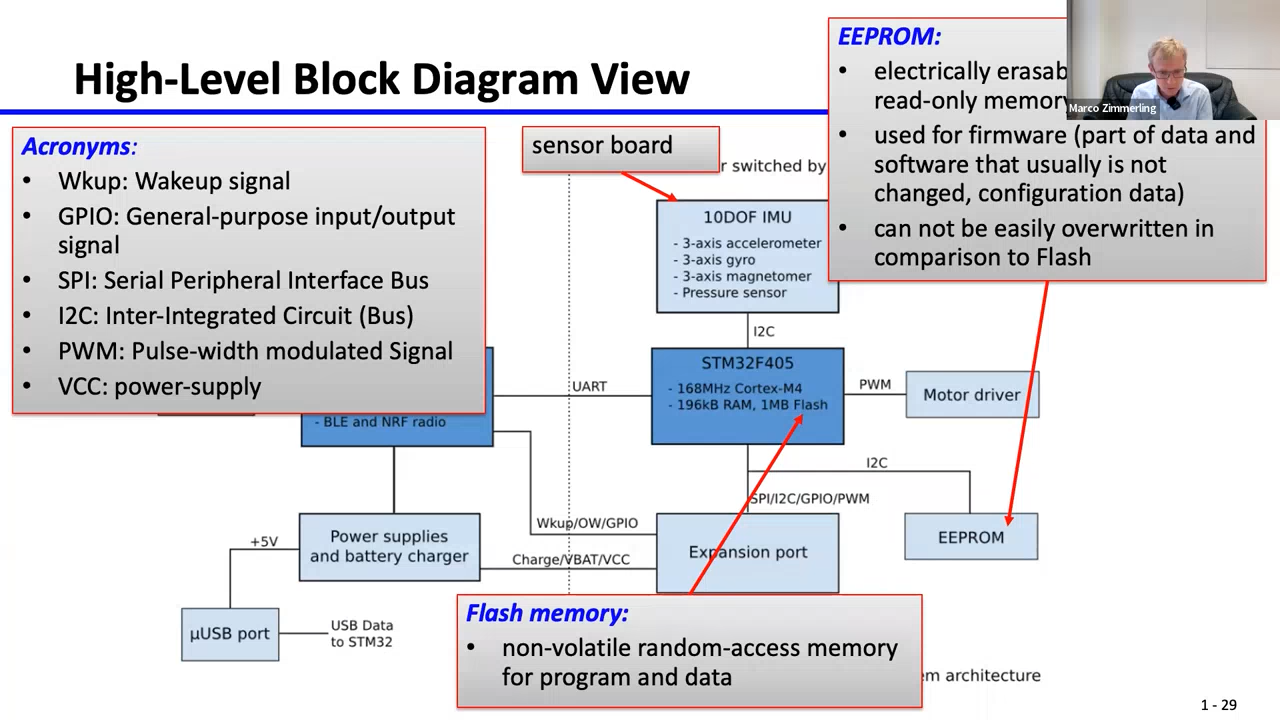 High-Level Block Diagram View
Acronyms:
• Wkup: Wakeup signal
• GPIO: General-purpose input/output
signal
• SPI: Serial Peripheral Interface Bus
• I2C: Inter-Integrated Circuit (Bus)
• PWM: Pulse-width modulated Signal
• VCC: power-supply
sensor board
r switched by
EEPROM:
• electrically erasab
read-only memory
• used for firmware (part of data and
software that usually is not
changed, configuration data)
• can not be easily overwritten in
comparison to Flash
Marco Zimmerling
10DOF IMU
- 3-axis accelerometer
- 3-axis gyro
- 3-axis magnetomer
- Pressure sensor
I2C
- BLE and NRF radio
UART
STM32F405
- 168MHz Cortex-M4
- 196kB RAM, 1MB Flash
PWM
Motor driver
I2C
SPI/I2C/GPIO/PWM
Wkup/OW/GPIO
Charge/VBAT/VCC
+5V
Power supplies
and battery charger
Expansion port
EEPROM
µUSB port
USB Data
to STM32
Flash memory:
• non-volatile random-access memory
for program and data
em architecture
1 - 29